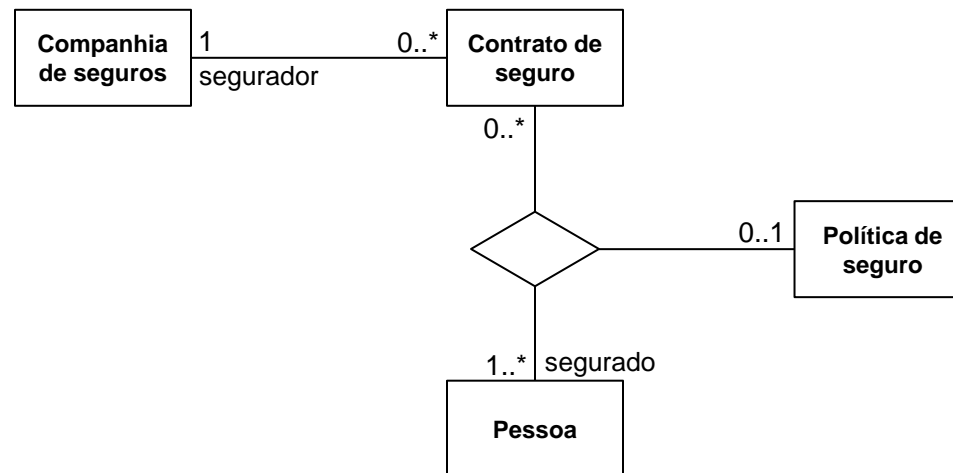 Companhia
de seguros
1
segurador
0..*
Contrato de
seguro
0..*
0..1
Política de
seguro
1..*
segurado
Pessoa